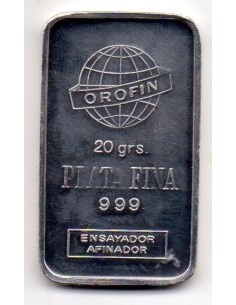 OROFIN
20 grs.
PLATA FINA
999
ENSAYADOR
AFINADOR